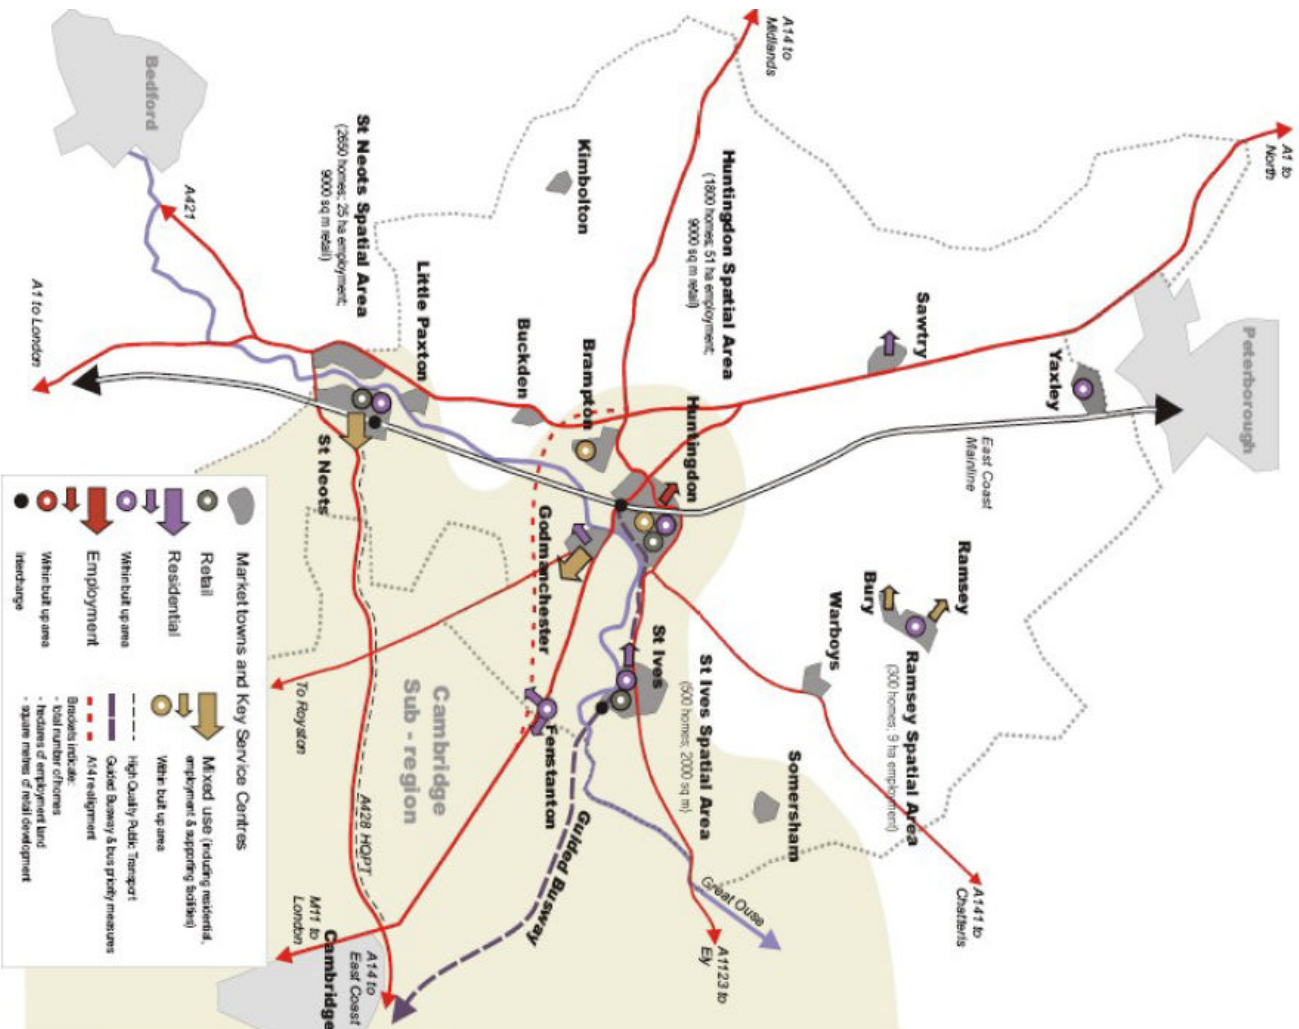 A14 to
Midlands
A1 to
North
Bedford
Kimbolton
Huntingdon Spatial Area
(1800 homes; 51 ha employment;
9000 sq m retail)
St Neots Spatial Area
(2650 homes; 25 ha employment;
9000 sq m retail)
A421
A1 to London
Little Paxton
Buckden
Brampton
Sawtry
Yaxley
Peterborough
Huntingdon
St Neots
East Coast
Mainline
Godmanchester
Ramsey
Bury
Warboys
Ramsey Spatial Area
(300 homes; 9 ha employment)
St Ives
St Ives Spatial Area
(500 homes; 2000 sq m)
Somersham
To Royston
Cambridge
Sub - region
Fenstanton
Guided Busway
A428 HQPT
Great Ouse
A141 to
Chatteris
A1123 to
Ely
M11 to
London
Cambridge
A14 to
East Coast
Market towns and Key Service Centres
Retail
Residential
Within built up area
Employment
Within built up area
Interchange
Mixed use (including residential,
employment & supporting facilities)
Within built up area
High Quality Public Transport
Guided Busway & bus priority measures
A14 realignment
Brackets indicate:
- total number of homes
- hectares of employment land
- square metres of retail development